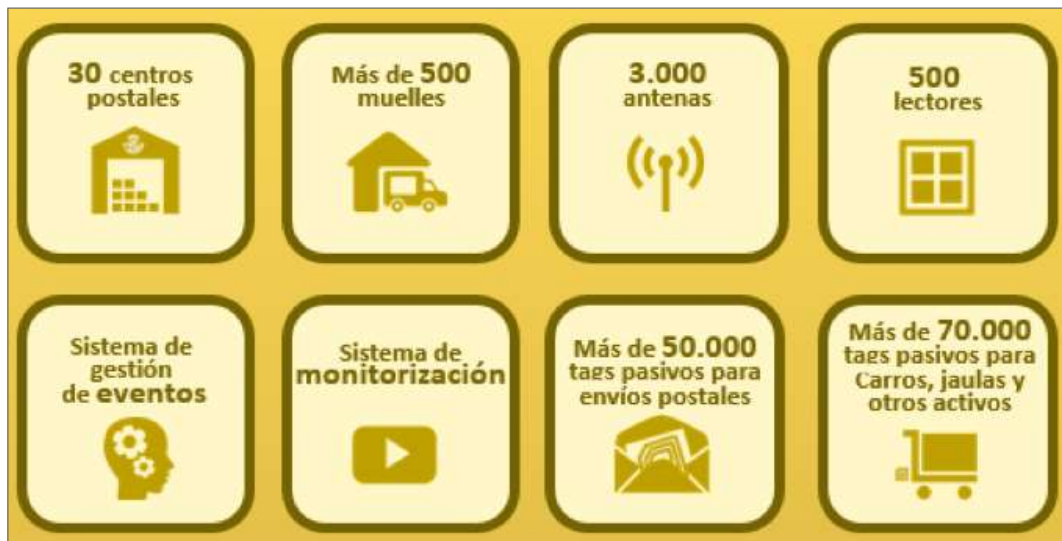 30 centros
postales
Más de 500
muelles
3.000
antenas
500
lectores
Sistema de
gestión
de eventos
Sistema de
monitorización
Más de 50.000
tags pasivos para
envíos postales
Más de 70.000
tags pasivos para
Carros, jaulas y
otros activos